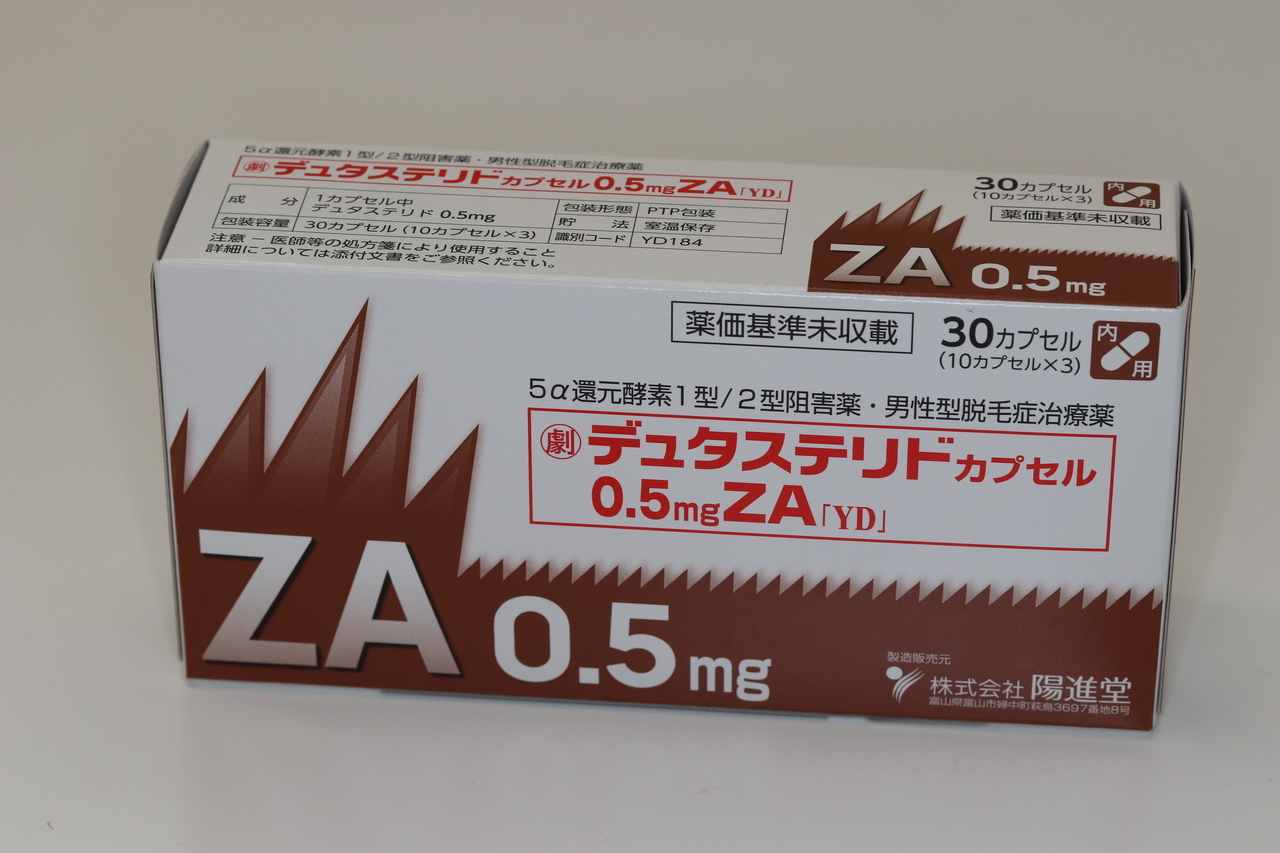 5α還元酵素1型/2型阻害薬・男性型脱毛症治療薬
劇 デュタステリドカプセル0.5mgZA「YD」
成分 1カプセル中
デュタステリド 0.5mg
包装容量 30カプセル (10カプセル×3)
包装形態 PTP包装
貯法 室温保存
識別コード YD184
注意 − 医師等の処方箋により使用すること
詳細については添付文書をご参照ください。
30カプセル
(10カプセル×3)
内用
薬価基準未収載
ZA 0.5mg
薬価基準未収載
30カプセル
(10カプセル×3)
内用
5α還元酵素1型/2型阻害薬・男性型脱毛症治療薬
劇 デュタステリドカプセル
0.5mgZA「YD」
ZA 0.5mg
製造販売元
株式会社 陽進堂
富山県富山市婦中町萩島3697番地8号